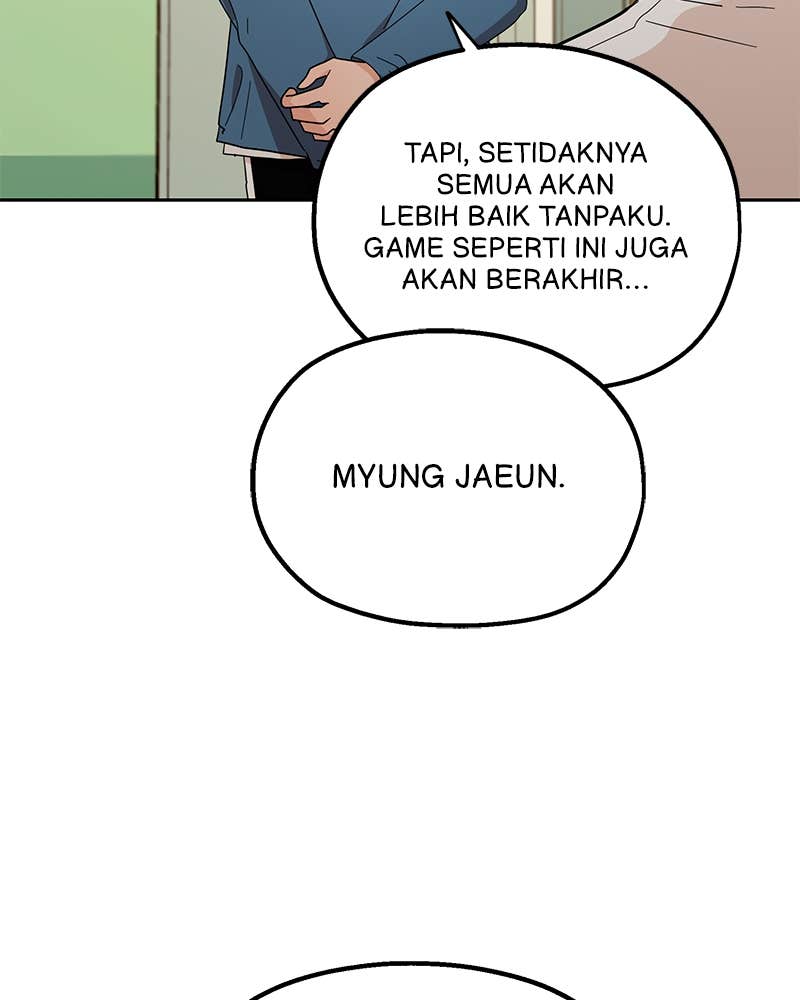 TAPI, SETIDAKNYA
SEMUA AKAN
LEBIH BAIK TANPAKU.
GAME SEPERTI INI JUGA
AKAN BERAKHIR...
MYUNG JAEUN.